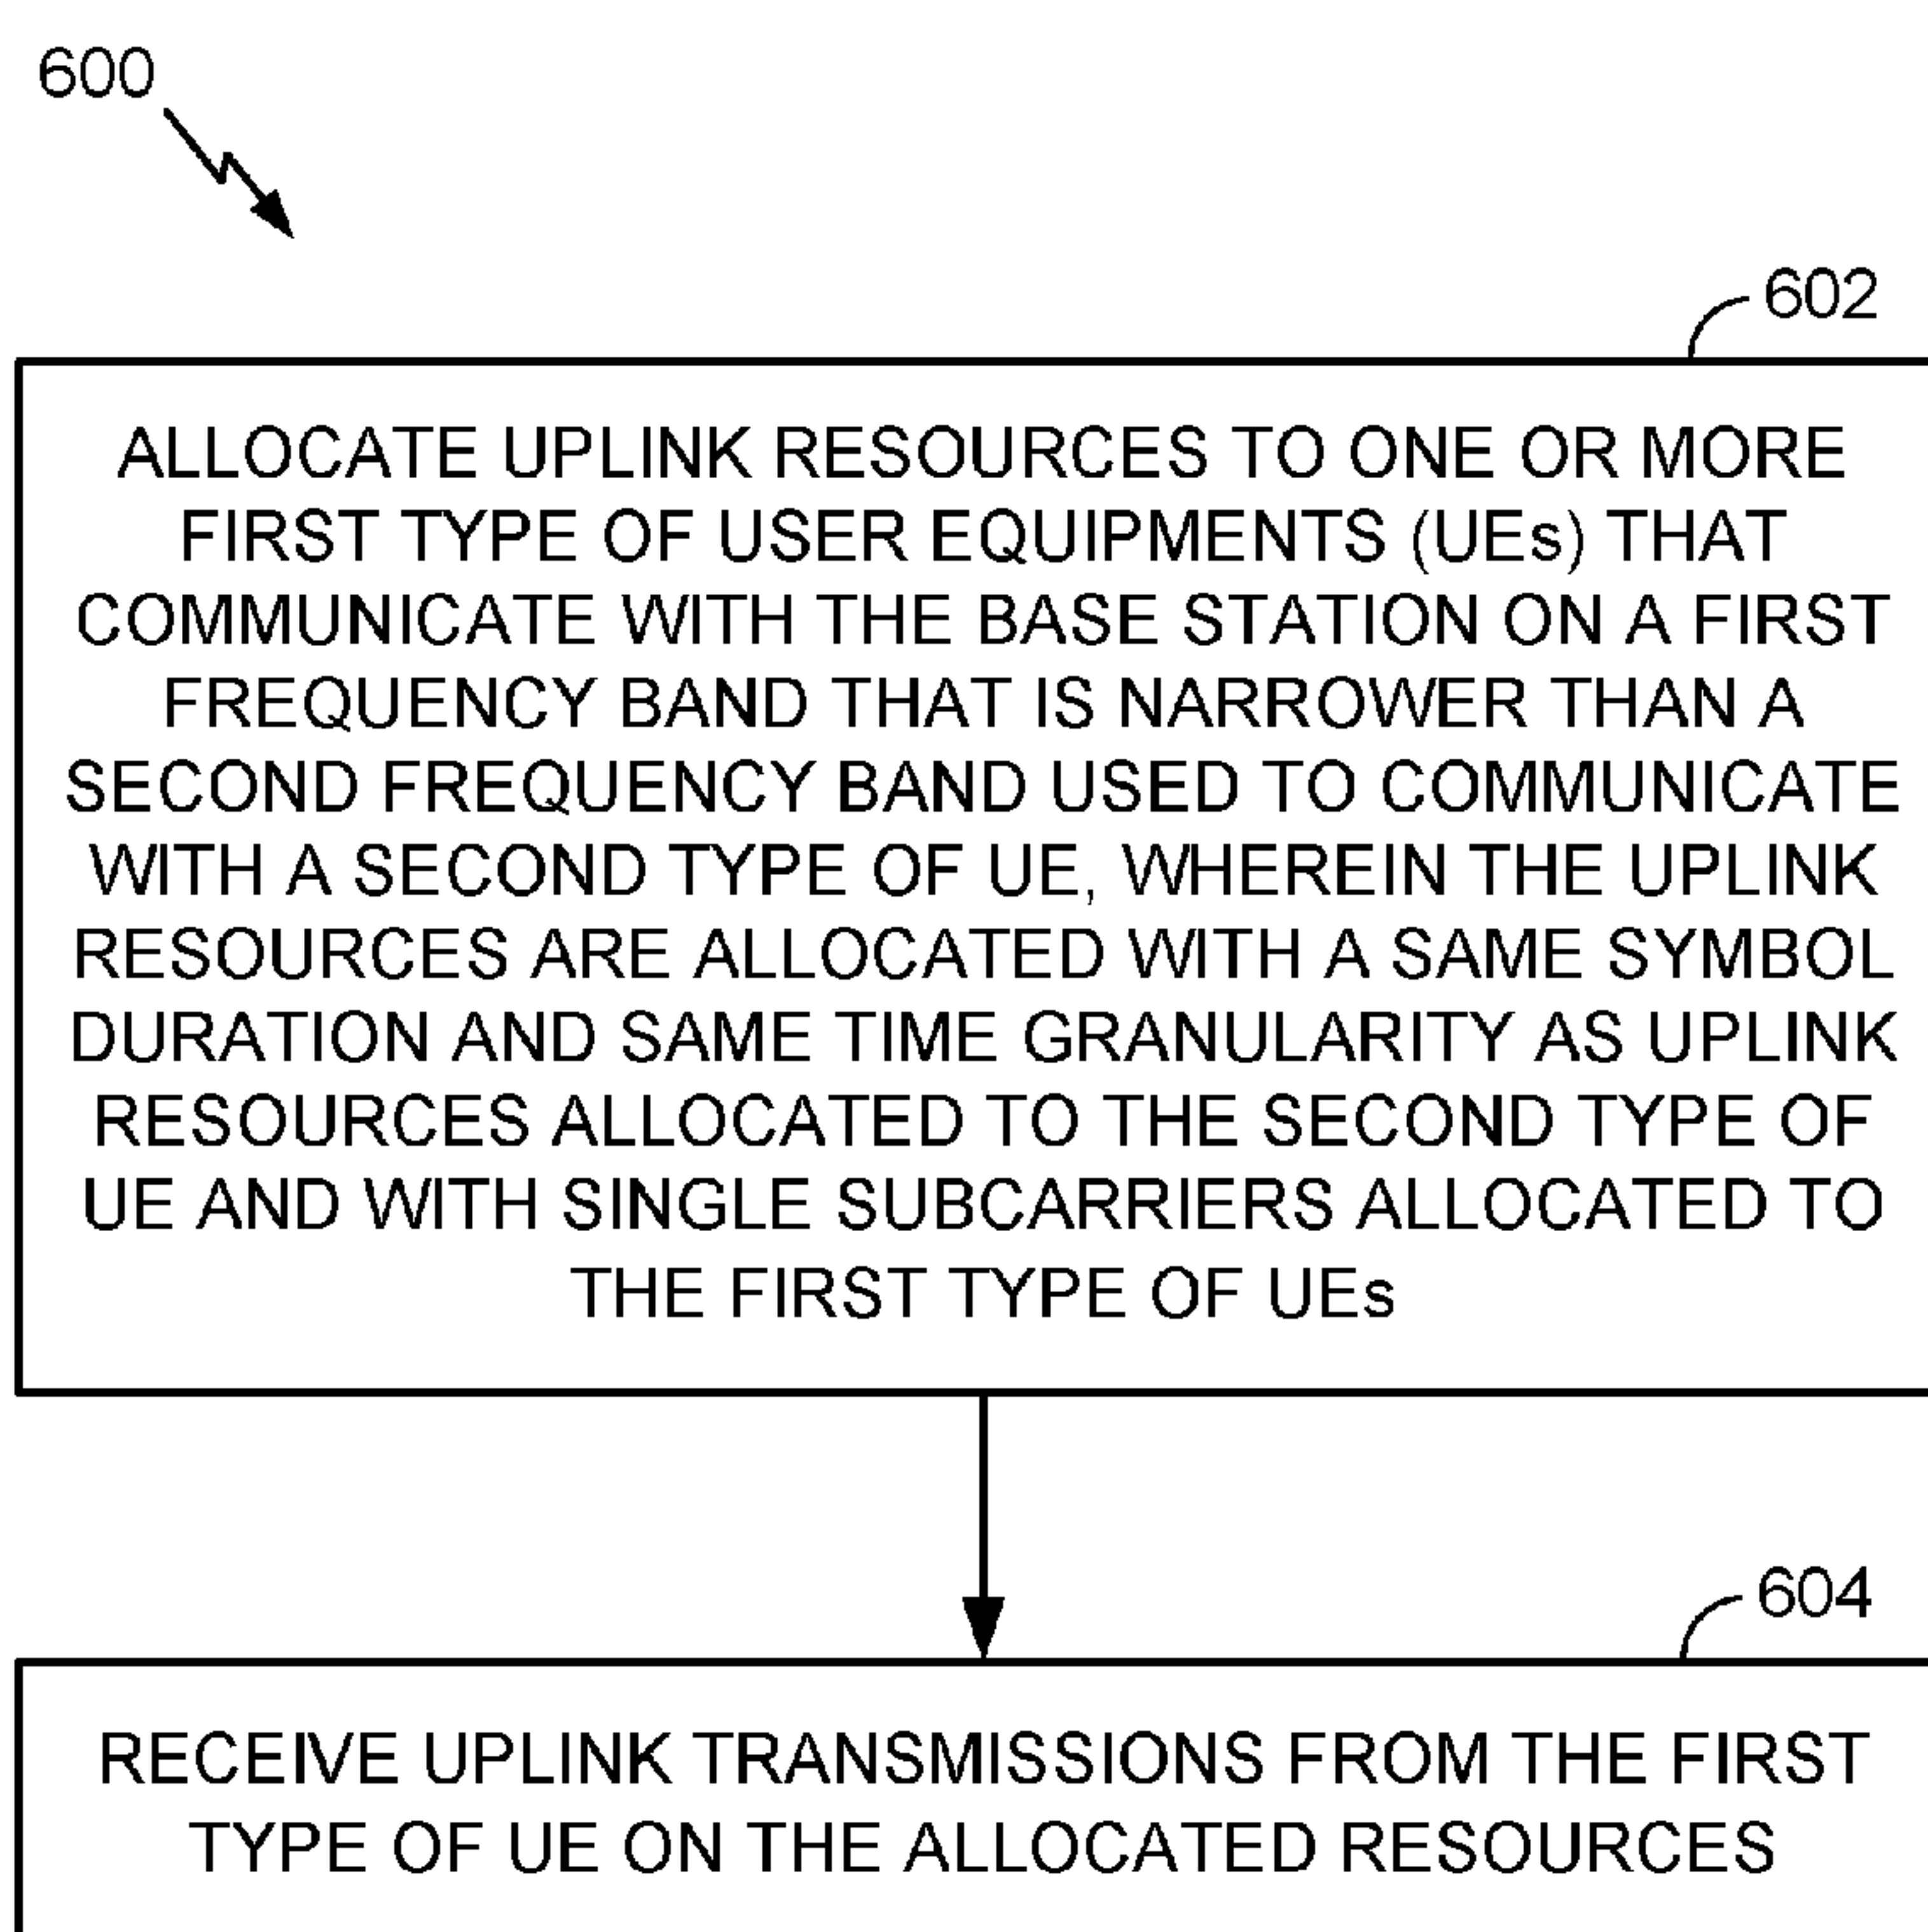 600
602
ALLOCATE UPLINK RESOURCES TO ONE OR MORE
FIRST TYPE OF USER EQUIPMENTS (UEs) THAT
COMMUNICATE WITH THE BASE STATION ON A FIRST
FREQUENCY BAND THAT IS NARROWER THAN A
SECOND FREQUENCY BAND USED TO COMMUNICATE
WITH A SECOND TYPE OF UE, WHEREIN THE UPLINK
RESOURCES ARE ALLOCATED WITH A SAME SYMBOL
DURATION AND SAME TIME GRANULARITY AS UPLINK
RESOURCES ALLOCATED TO THE SECOND TYPE OF
UE AND WITH SINGLE SUBCARRIERS ALLOCATED TO
THE FIRST TYPE OF UEs
604
RECEIVE UPLINK TRANSMISSIONS FROM THE FIRST
TYPE OF UE ON THE ALLOCATED RESOURCES